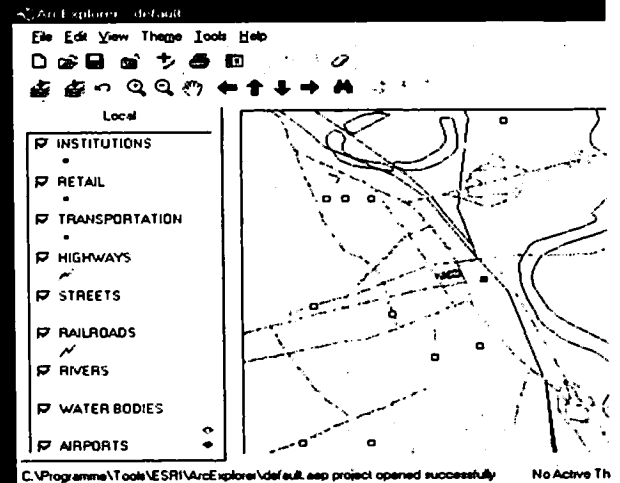 ArcExplorer - default
File Edit View Theme Tools Help
Local
INSTITUTIONS
RETAIL
TRANSPORTATION
HIGHWAYS
STREETS
RAILROADS
RIVERS
WATER BODIES
AIRPORTS
C:\Programme\Tools\ESRI\ArcExplorer\default.aep project opened successfully No Active Th